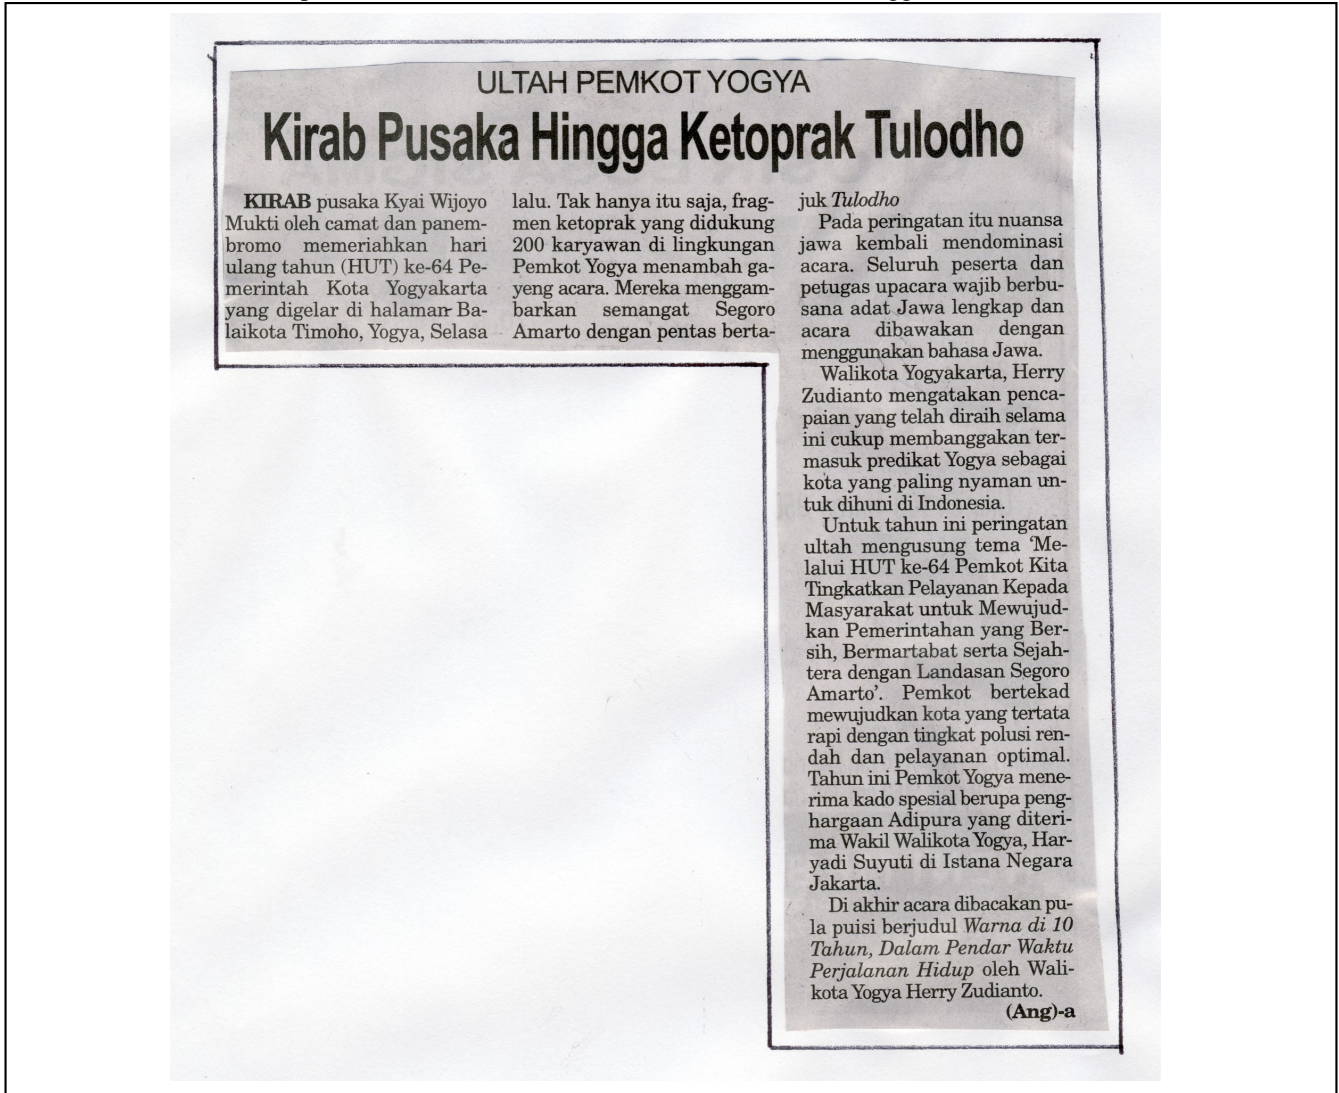 ULTAH PEMKOT YOGYA
Kirab Pusaka Hingga Ketoprak Tulodho
KIRAB pusaka Kyai Wijoyo
Mukti oleh camat dan panem-
bromo memeriahkan hari
ulang tahun (HUT) ke-64 Pe-
merintah Kota Yogyakarta
yang digelar di halaman Ba-
laikota Timoho, Yogya, Selasa
lalu. Tak hanya itu saja, frag-
men ketoprak yang didukung
200 karyawan di lingkungan
Pemkot Yogya menambah ga-
yeng acara. Mereka menggam-
barkan semangat Segoro
Amarto dengan pentas berta-
juk Tulodho
Pada peringatan itu nuansa
jawa kembali mendominasi
acara. Seluruh peserta dan
petugas upacara wajib berbu-
sana adat Jawa lengkap dan
acara dibawakan dengan
menggunakan bahasa Jawa.
Walikota Yogyakarta, Herry
Zudianto mengatakan penca-
paian yang telah diraih selama
ini cukup membanggakan ter-
masuk predikat Yogya sebagai
kota yang paling nyaman un-
tuk dihuni di Indonesia.
Untuk tahun ini peringatan
ultah mengusung tema ‘Me-
lalui HUT ke-64 Pemkot Kita
Tingkatkan Pelayanan Kepada
Masyarakat untuk Mewujud-
kan Pemerintahan yang Ber-
sih, Bermartabat serta Sejah-
tera dengan Landasan Segoro
Amarto’. Pemkot bertekad
mewujudkan kota yang tertata
rapi dengan tingkat polusi ren-
dah dan pelayanan optimal.
Tahun ini Pemkot Yogya mene-
rima kado spesial berupa peng-
hargaan Adipura yang diteri-
ma Wakil Walikota Yogya, Har-
yadi Suyuti di Istana Negara
Jakarta.
Di akhir acara dibacakan pu-
la puisi berjudul Warna di 10
Tahun, Dalam Pendar Waktu
Perjalanan Hidup oleh Wali-
kota Yogya Herry Zudianto.
(Ang)-a